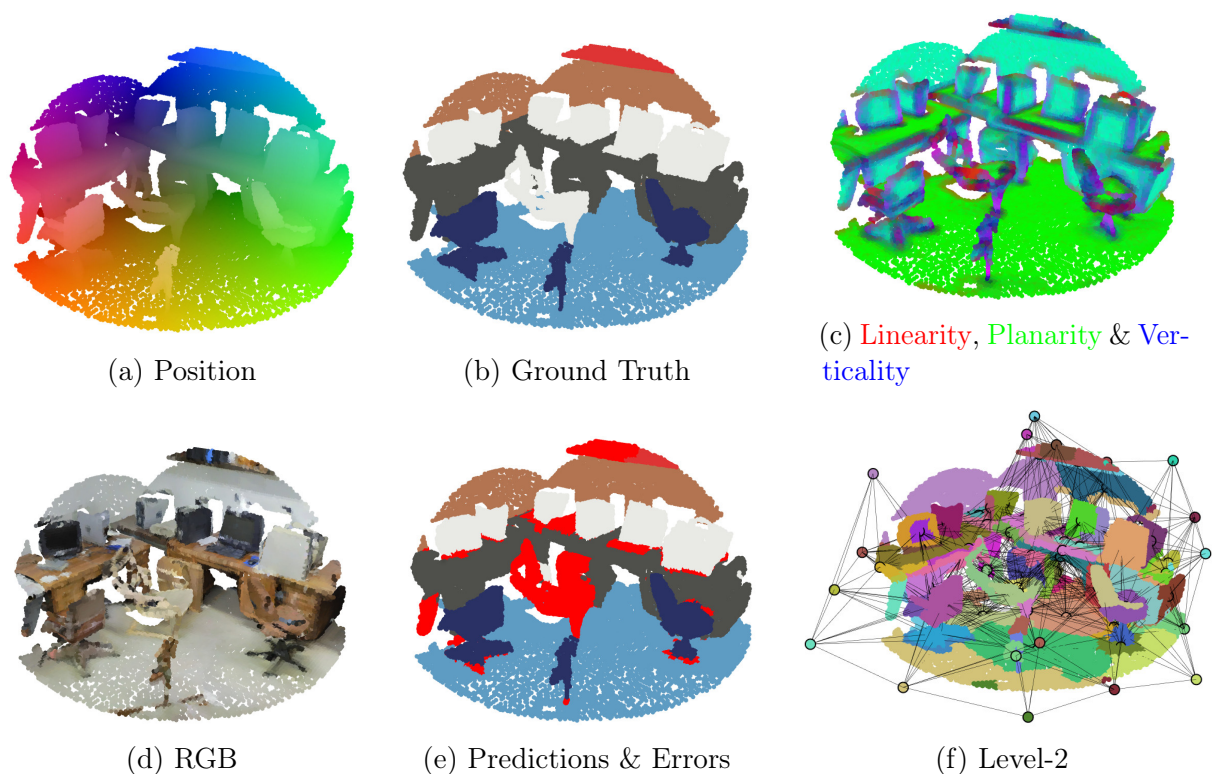 (a) Position
(b) Ground Truth
(c) Linearity, Planarity & Ver-
ticality
(d) RGB
(e) Predictions & Errors
(f) Level-2